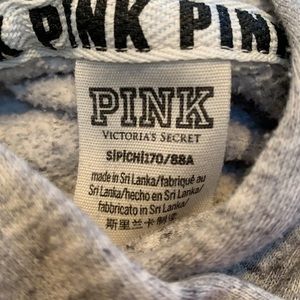 PINK PIN
PINK
VICTORIA'S SECRET
s|p|ch|170/88A
made in Sri Lanka/fabriqué au
Sri Lanka/hecho en Sri Lanka/
fabbricato in Sri Lanka
斯里兰卡制造